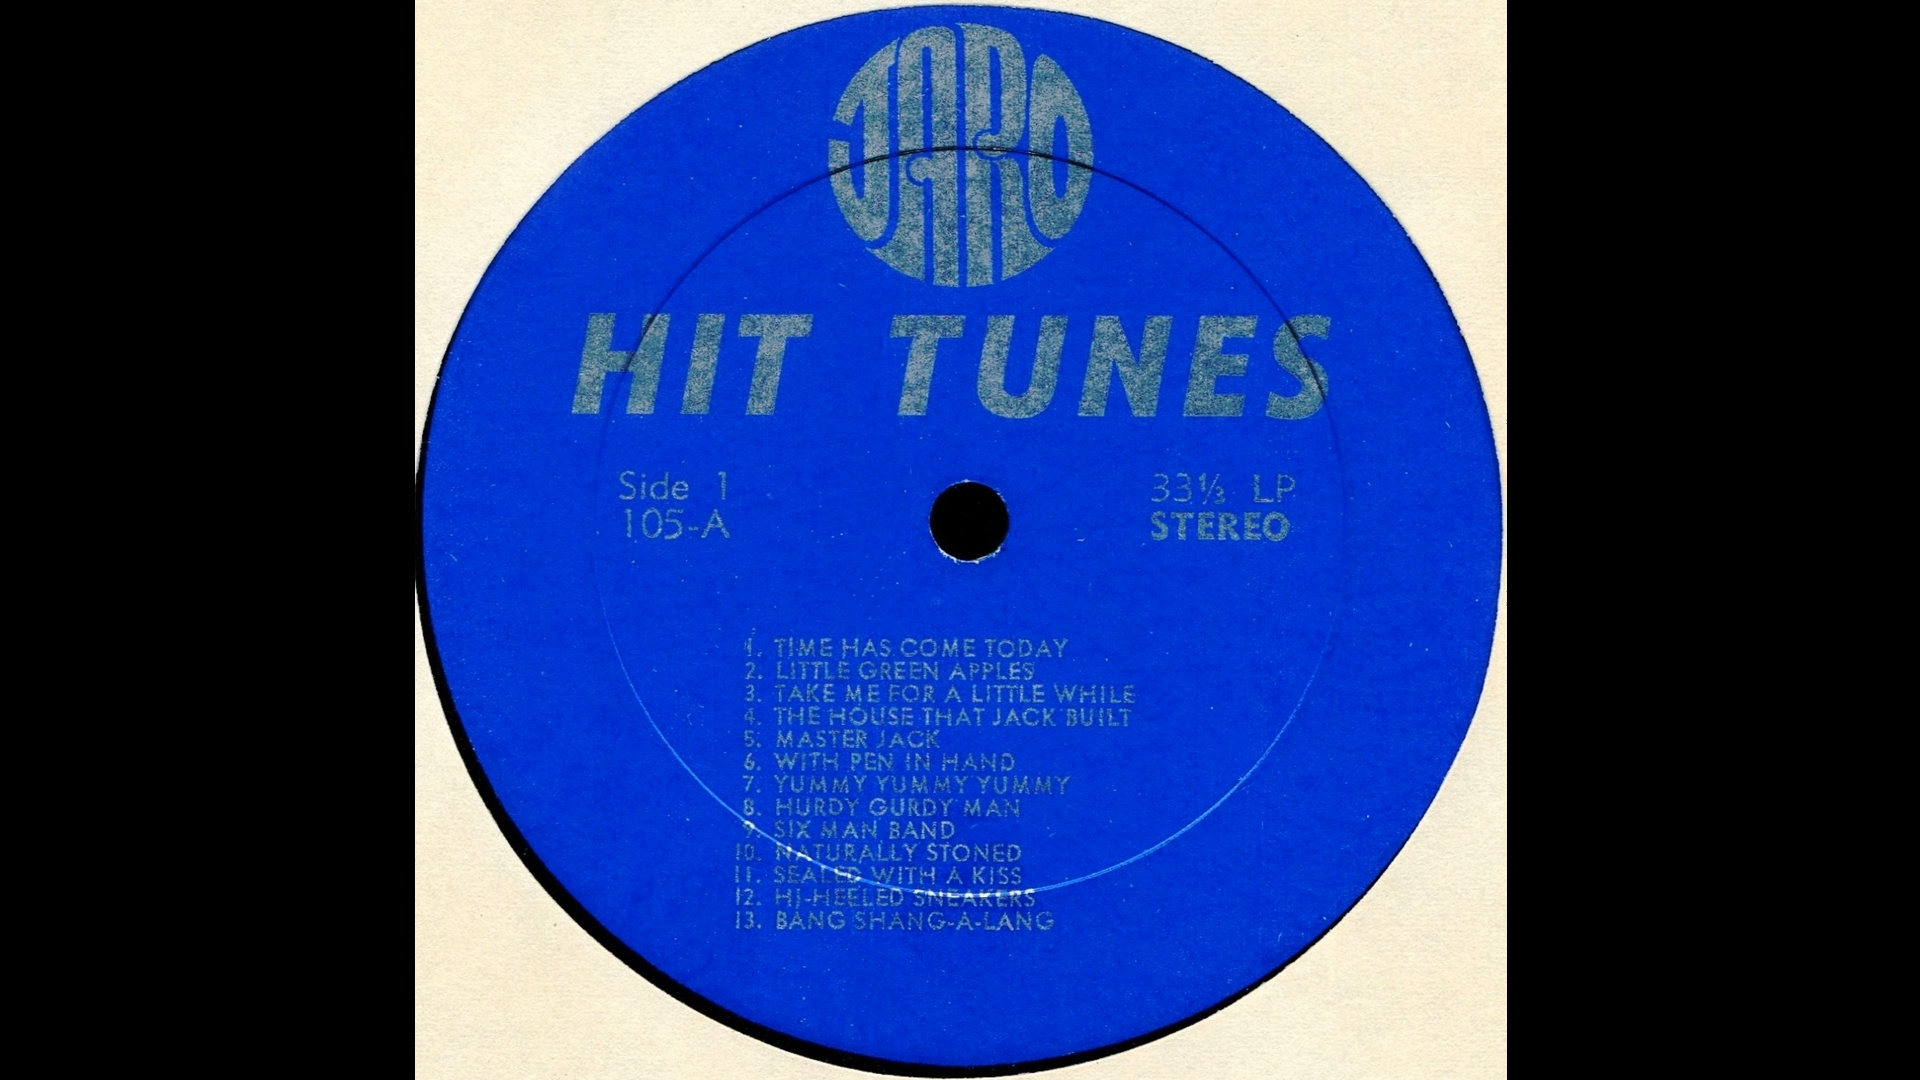 JARO
HIT TUNES
Side 1
105-A
33⅓ LP
STEREO
1. TIME HAS COME TODAY
2. LITTLE GREEN APPLES
3. TAKE ME FOR A LITTLE WHILE
4. THE HOUSE THAT JACK BUILT
5. MASTER JACK
6. WITH PEN IN HAND
7. YUMMY YUMMY YUMMY
8. HURDY GURDY MAN
9. SIX MAN BAND
10. NATURALLY STONED
11. SEALED WITH A KISS
12. HI-HEELED SNEAKERS
13. BANG SHANG-A-LANG